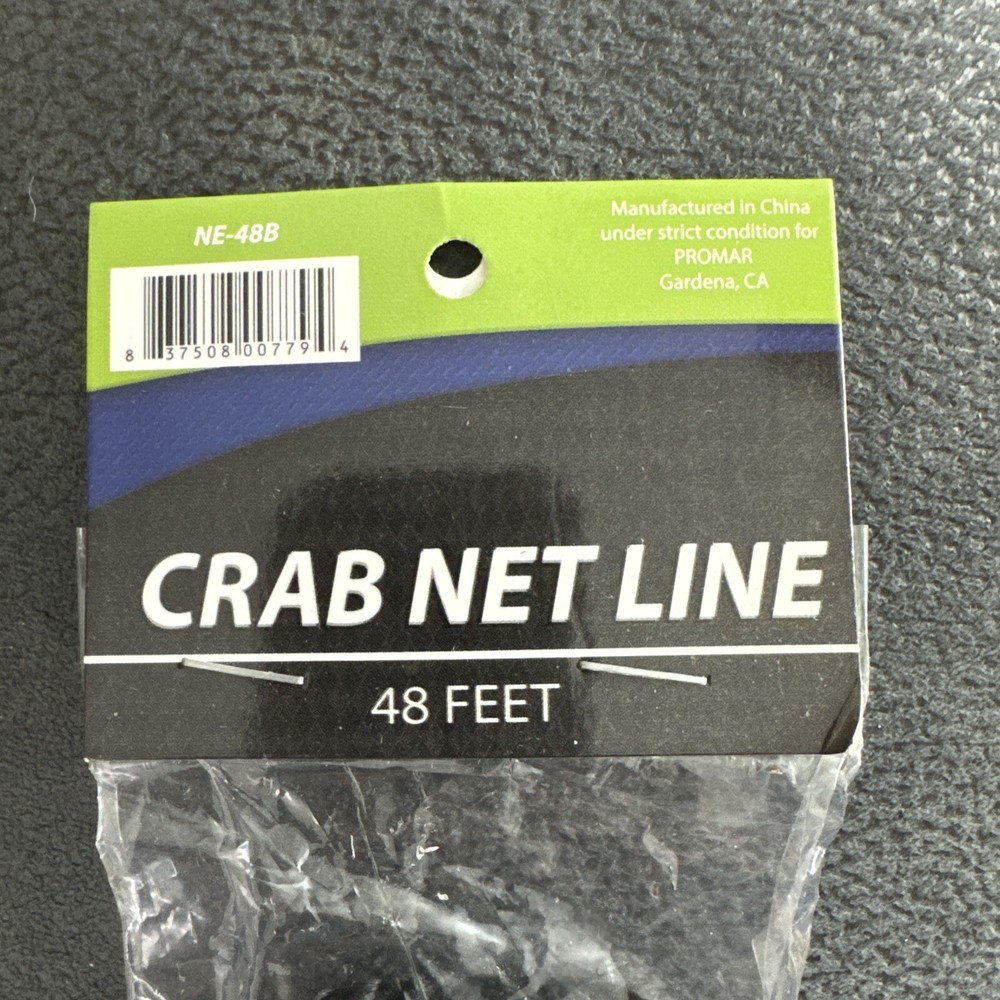 NE-48B
8 37508 00779 4
Manufactured in China
under strict condition for
PROMAR
Gardena, CA
CRAB NET LINE
48 FEET